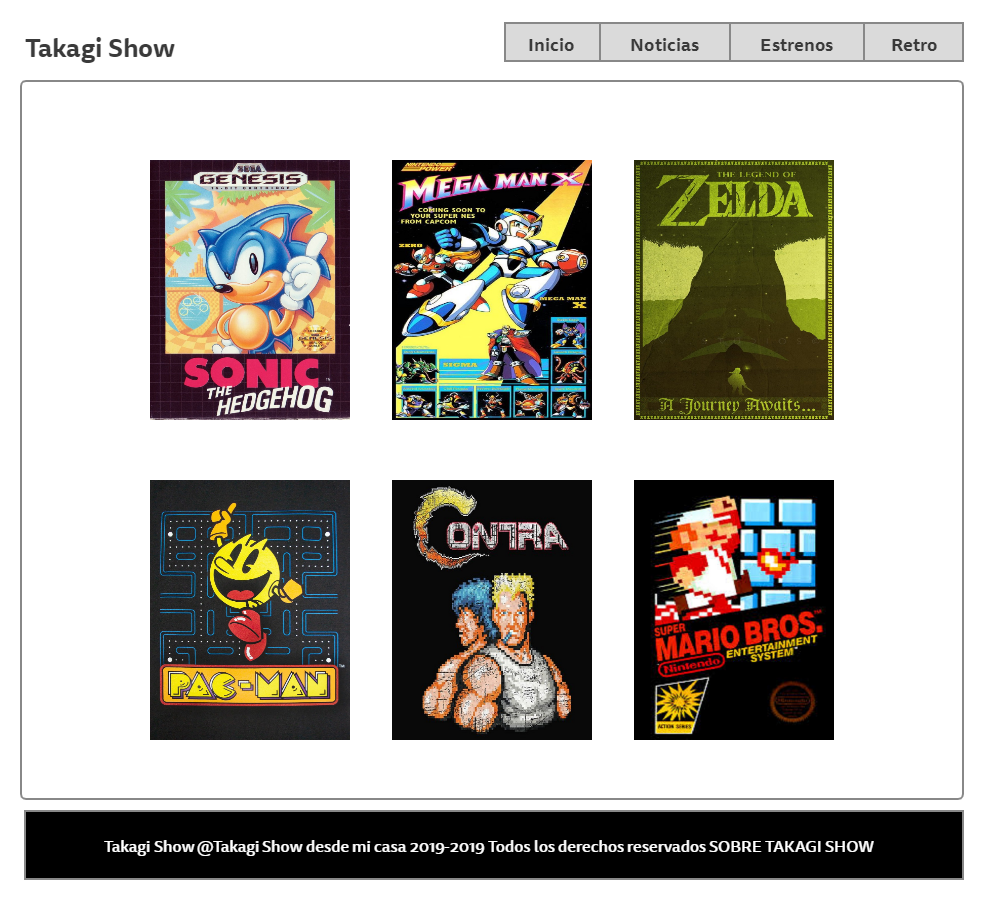 Takagi Show
Inicio
Noticias
Estrenos
Retro
SEGA
GENESIS
16-BIT CARTRIDGE
SONIC
THE
HEDGEHOG
NINTENDO
POWER
MEGA MAN X
COMING SOON TO
YOUR SUPER NES
FROM CAPCOM
ZERO
MEGA MAN
X
SIGMA
THE LEGEND OF
ZELDA
A Journey Awaits...
PAC-MAN
TM
CONTRA
SUPER
MARIO BROS.
TM
ENTERTAINMENT
SYSTEM
Nintendo
ACTION SERIES
Takagi Show @Takagi Show desde mi casa 2019-2019 Todos los derechos reservados SOBRE TAKAGI SHOW